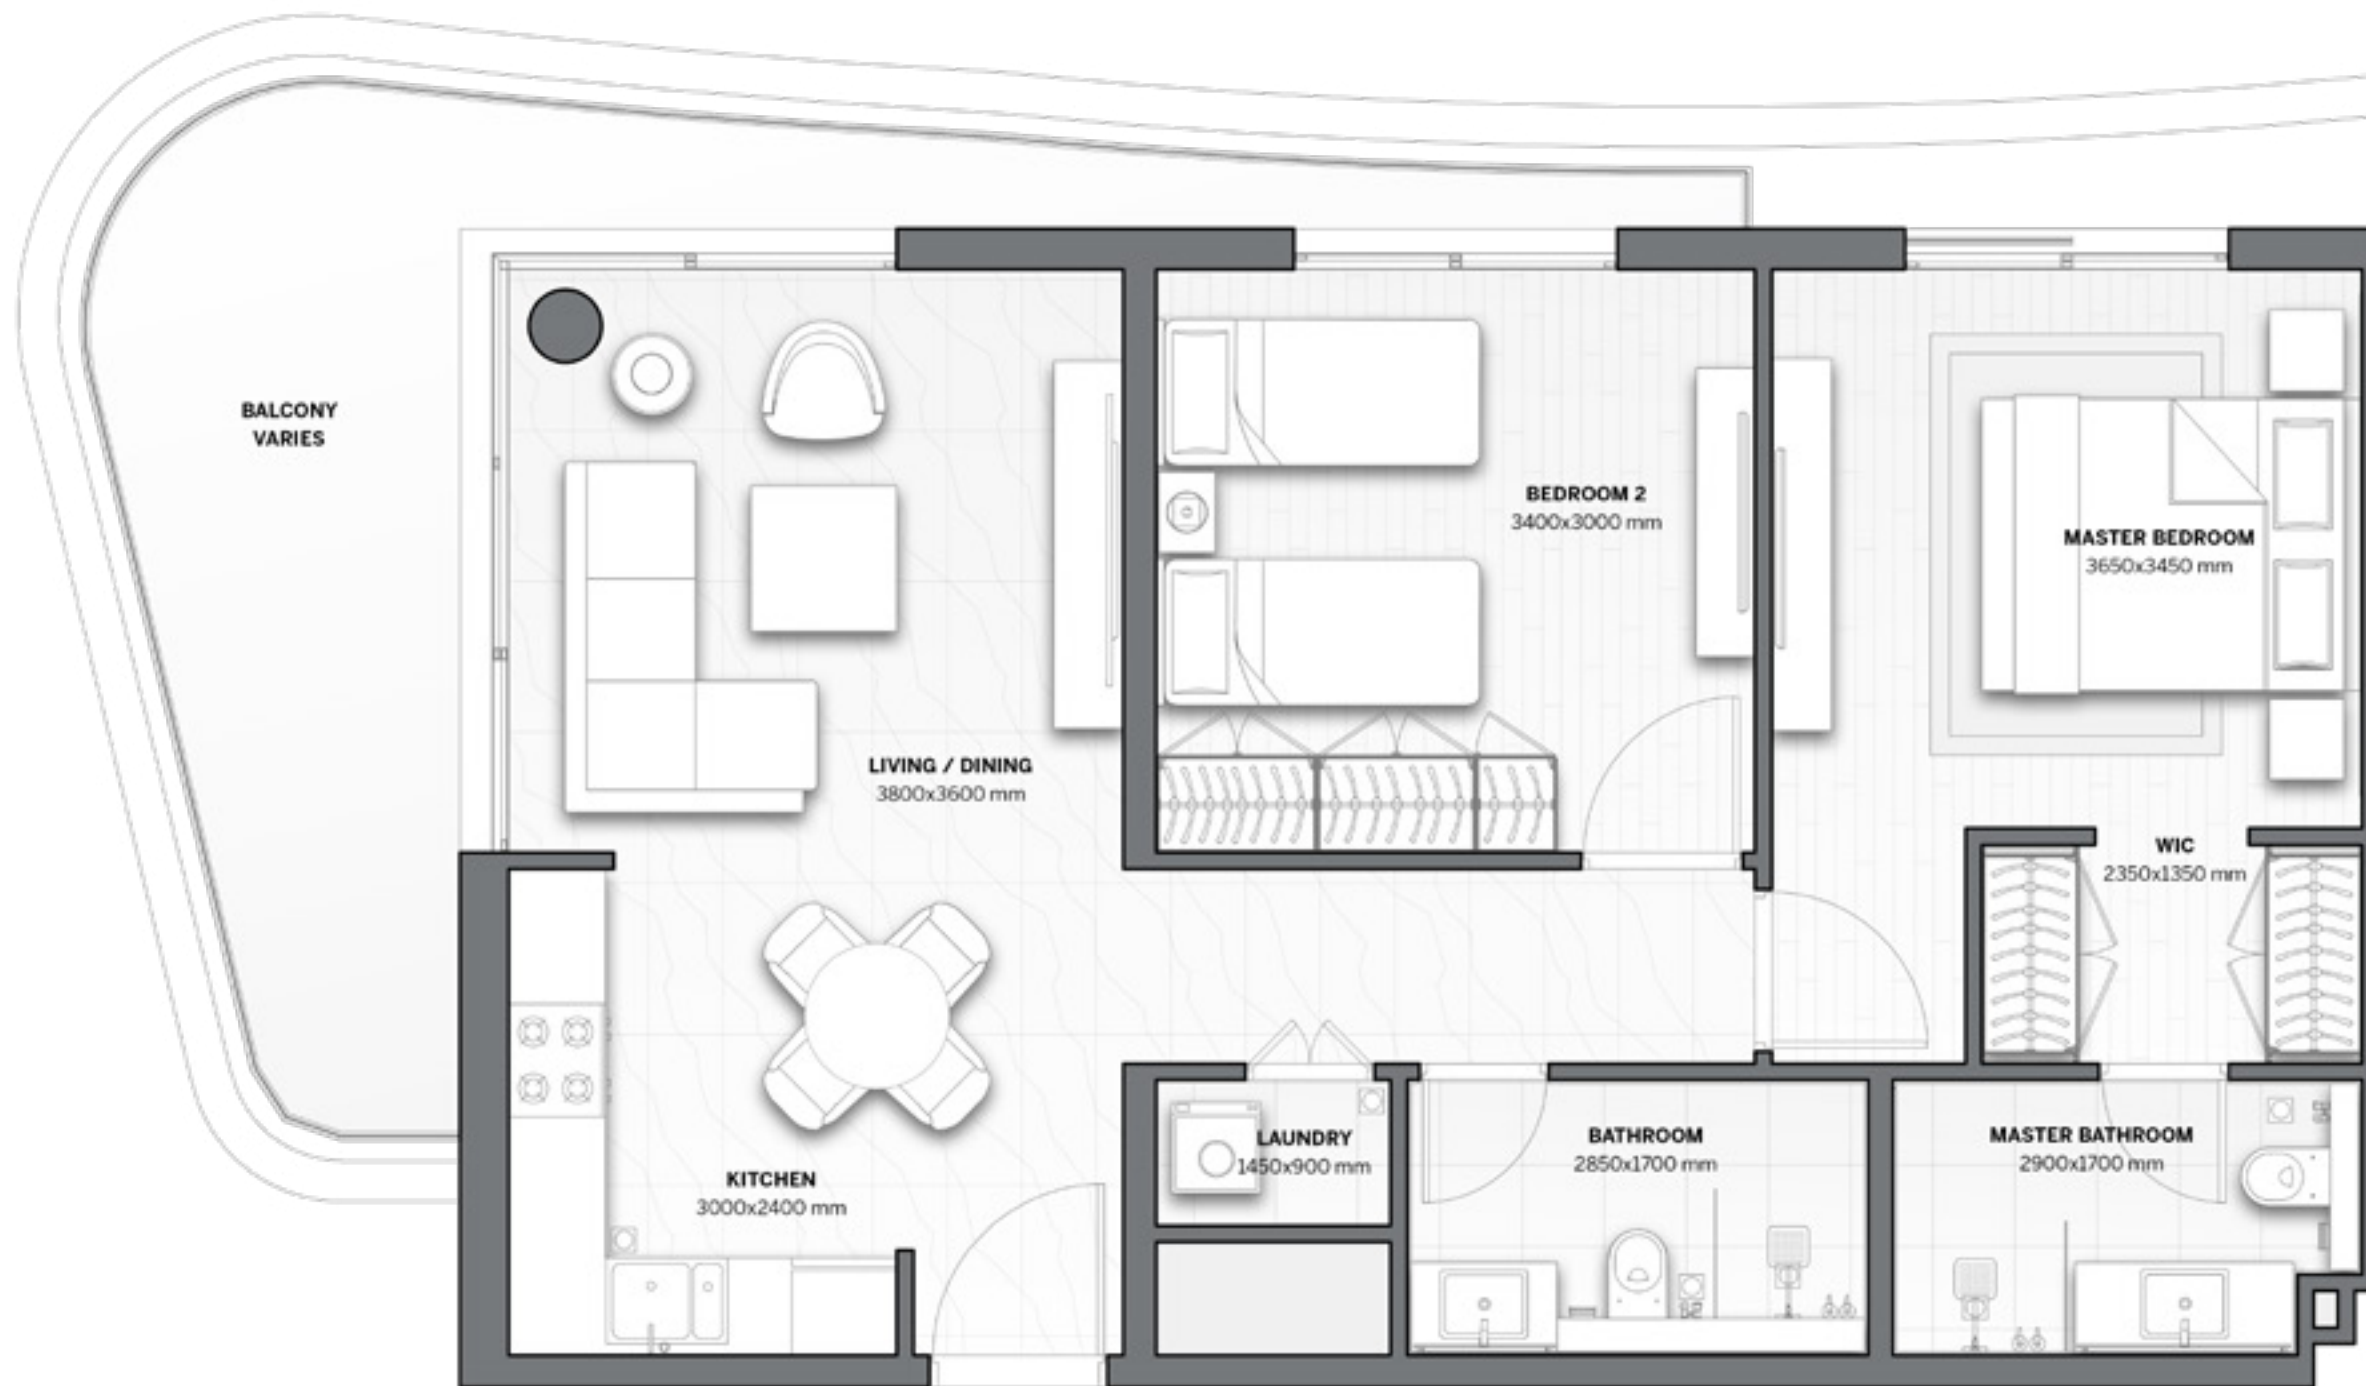 BALCONY
VARIES
BEDROOM 2
3400x3000 mm
MASTER BEDROOM
3650x3450 mm
LIVING / DINING
3800x3600 mm
WIC
2350x1350 mm
KITCHEN
3000x2400 mm
LAUNDRY
1450x900 mm
BATHROOM
2850x1700 mm
MASTER BATHROOM
2900x1700 mm